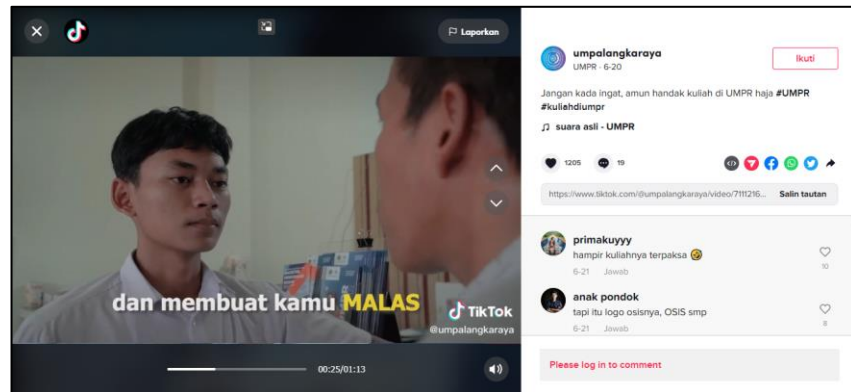 Laporkan
dan membuat kamu MALAS
TikTok
@umpalangkaraya
00:25/01:13
umpalangkaraya
UMPR · 6-20
Ikuti
Jangan kada ingat, amun handak kuliah di UMPR haja #UMPR
#kuliahdiumpr
suara asli - UMPR
1205
19
https://www.tiktok.com/@umpalangkaraya/video/7111216...
Salin tautan
primakuyyy
hampir kuliahnya terpaksa
6-21 Jawab
10
anak pondok
tapi itu logo osisnya, OSIS smp
6-21 Jawab
8
Please log in to comment